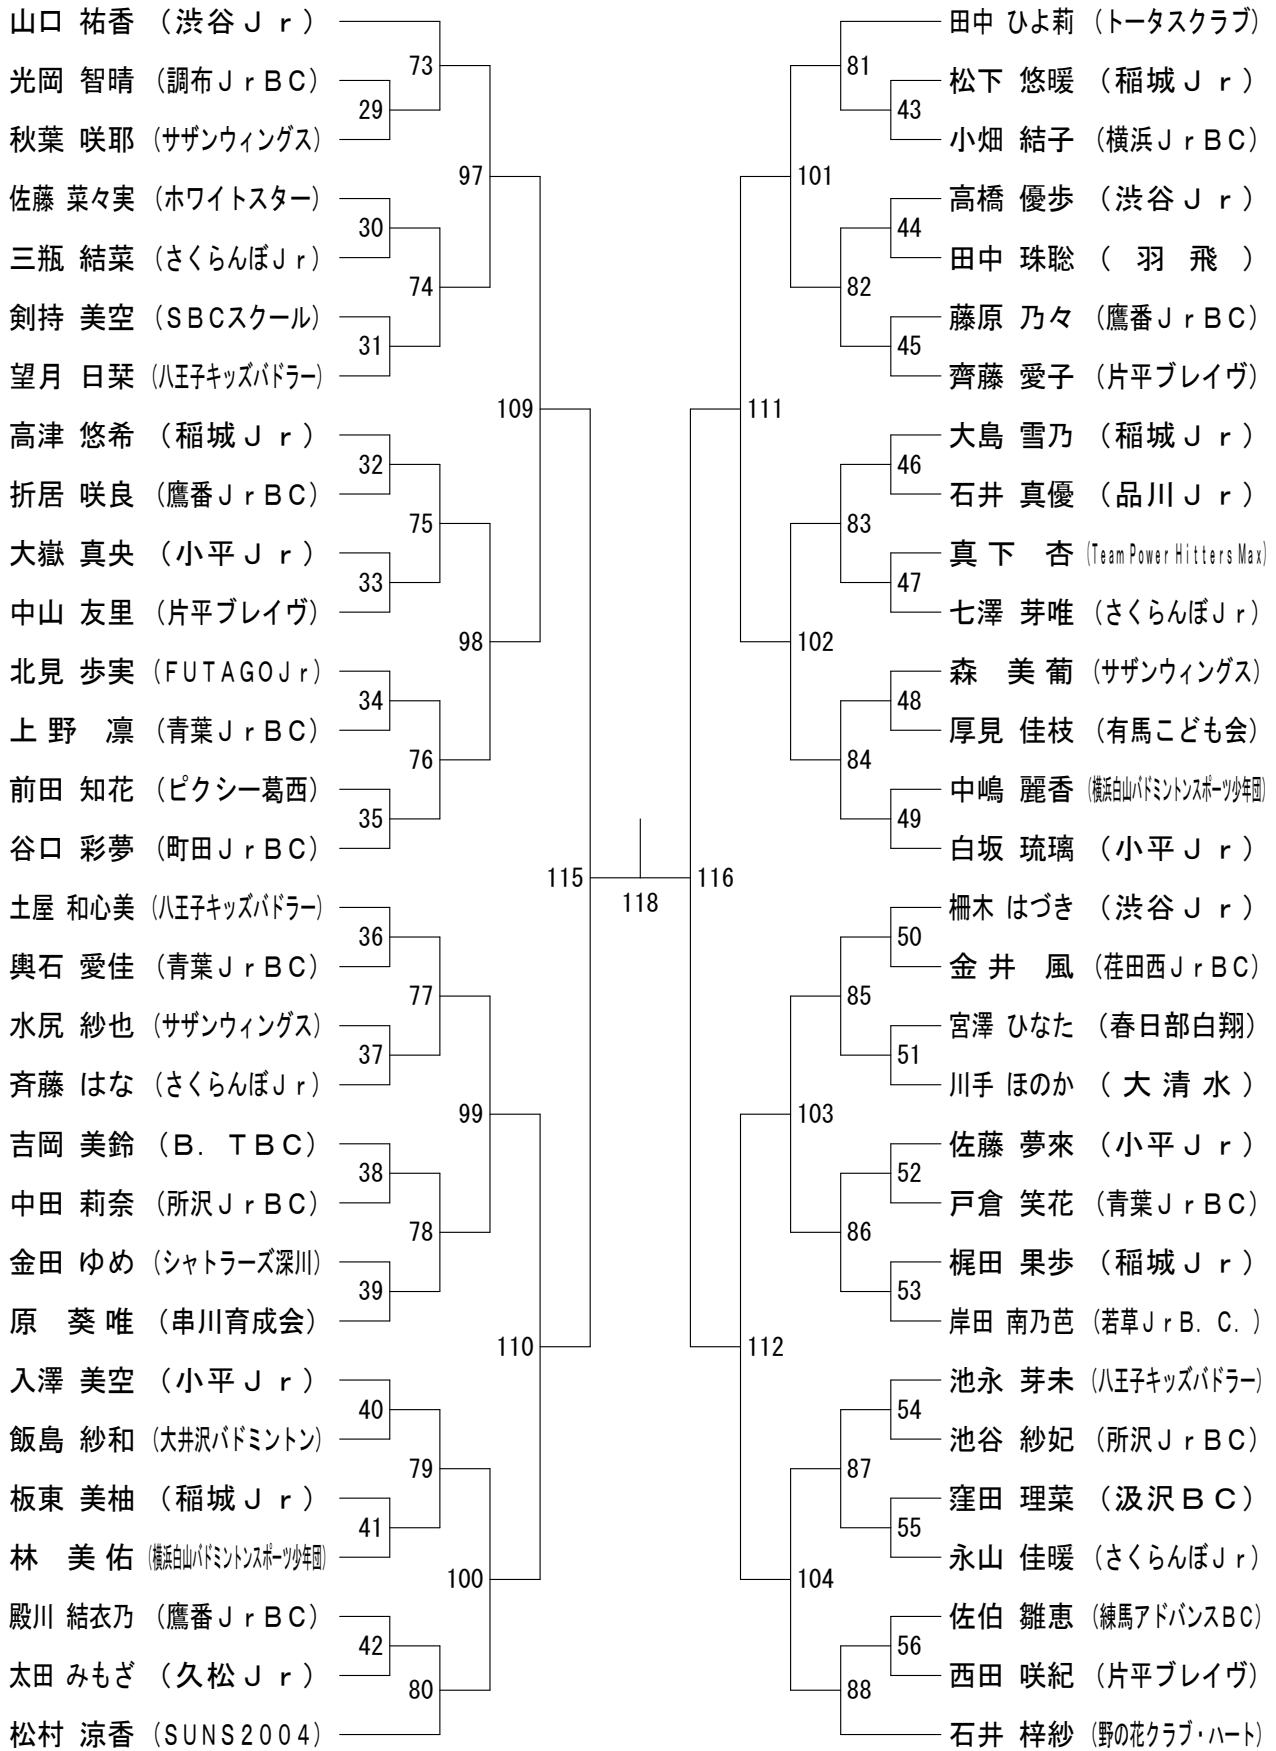 山口 祐香 （渋谷Ｊｒ）
光岡 智晴 （調布ＪｒＢＣ）
秋葉 咲耶 （サザンウィングス）
佐藤 菜々実 （ホワイトスター）
三瓶 結菜 （さくらんぼＪｒ）
剣持 美空 （ＳＢＣスクール）
望月 日菜 （八王子キッズバドラー）
高津 悠希 （稲城Ｊｒ）
折居 咲良 （鷹番ＪｒＢＣ）
大嶽 真央 （小平Ｊｒ）
中山 友里 （片平ブレイヴ）
北見 歩実 （ＦＵＴＡＧＯＪｒ）
上野 凛 （青葉ＪｒＢＣ）
前田 知花 （ピクシー葛西）
谷口 彩夢 （町田ＪｒＢＣ）
土屋 和心美 （八王子キッズバドラー）
輿石 愛佳 （青葉ＪｒＢＣ）
水尻 紗也 （サザンウィングス）
斉藤 はな （さくらんぼＪｒ）
吉岡 美鈴 （Ｂ．ＴＢＣ）
中田 莉奈 （所沢ＪｒＢＣ）
金田 ゆめ （シャトラーズ深川）
原 葵唯 （串川育成会）
入澤 美空 （小平Ｊｒ）
飯島 紗和 （大井沢バドミントン）
板東 美柚 （稲城Ｊｒ）
林 美佑 （横浜白山バドミントンスポーツ少年団）
殿川 結衣乃 （鷹番ＪｒＢＣ）
太田 みもざ （久松Ｊｒ）
松村 涼香 （ＳＵＮＳ２００４）
29
30
31
32
33
34
35
36
37
38
39
40
41
42
73
74
75
76
77
78
79
80
97
98
99
100
109
110
115
118
116
111
112
101
102
103
104
81
82
83
84
85
86
87
88
43
44
45
46
47
48
49
50
51
52
53
54
55
56
田中 ひよ莉 （トータスクラブ）
松下 悠暖 （稲城Ｊｒ）
小畑 結子 （横浜ＪｒＢＣ）
高橋 優歩 （渋谷Ｊｒ）
田中 珠聡 （羽飛）
藤原 乃々 （鷹番ＪｒＢＣ）
齊藤 愛子 （片平ブレイヴ）
大島 雪乃 （稲城Ｊｒ）
石井 真優 （品川Ｊｒ）
真下 杏 （Team Power Hitters Max）
七澤 芽唯 （さくらんぼＪｒ）
森 美葡 （サザンウィングス）
厚見 佳枝 （有馬こども会）
中嶋 麗香 （横浜白山バドミントンスポーツ少年団）
白坂 琉璃 （小平Ｊｒ）
柵木 はづき （渋谷Ｊｒ）
金井 風 （荏田西ＪｒＢＣ）
宮澤 ひなた （春日部白翔）
川手 ほのか （大清水）
佐藤 夢來 （小平Ｊｒ）
戸倉 笑花 （青葉ＪｒＢＣ）
梶田 果歩 （稲城Ｊｒ）
岸田 南乃芭 （若草ＪｒＢ．Ｃ．）
池永 芽未 （八王子キッズバドラー）
池谷 紗妃 （所沢ＪｒＢＣ）
窪田 理菜 （汲沢ＢＣ）
永山 佳暖 （さくらんぼＪｒ）
佐伯 雛恵 （練馬アドバンスＢＣ）
西田 咲紀 （片平ブレイヴ）
石井 梓紗 （野の花クラブ・ハート）